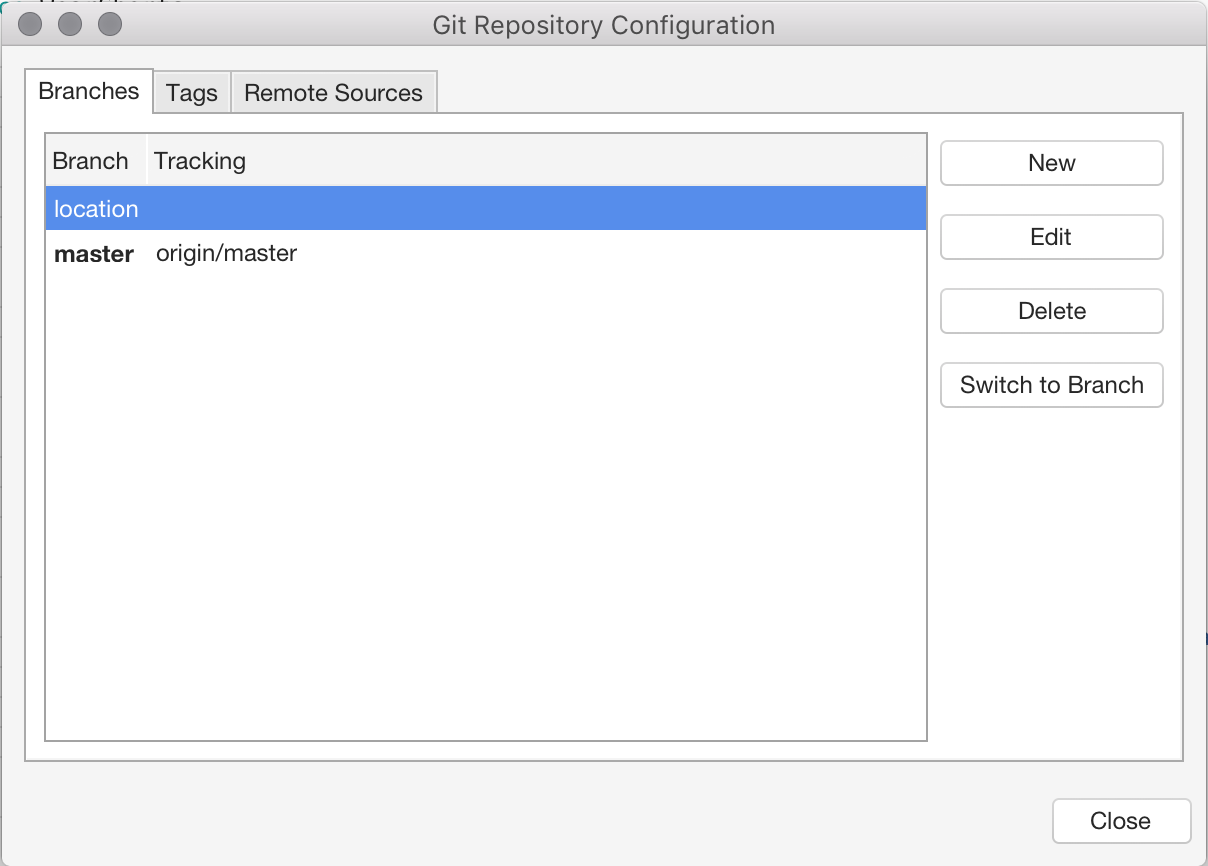 Git Repository Configuration
Branches Tags Remote Sources
Branch Tracking
location
master origin/master
New
Edit
Delete
Switch to Branch
Close